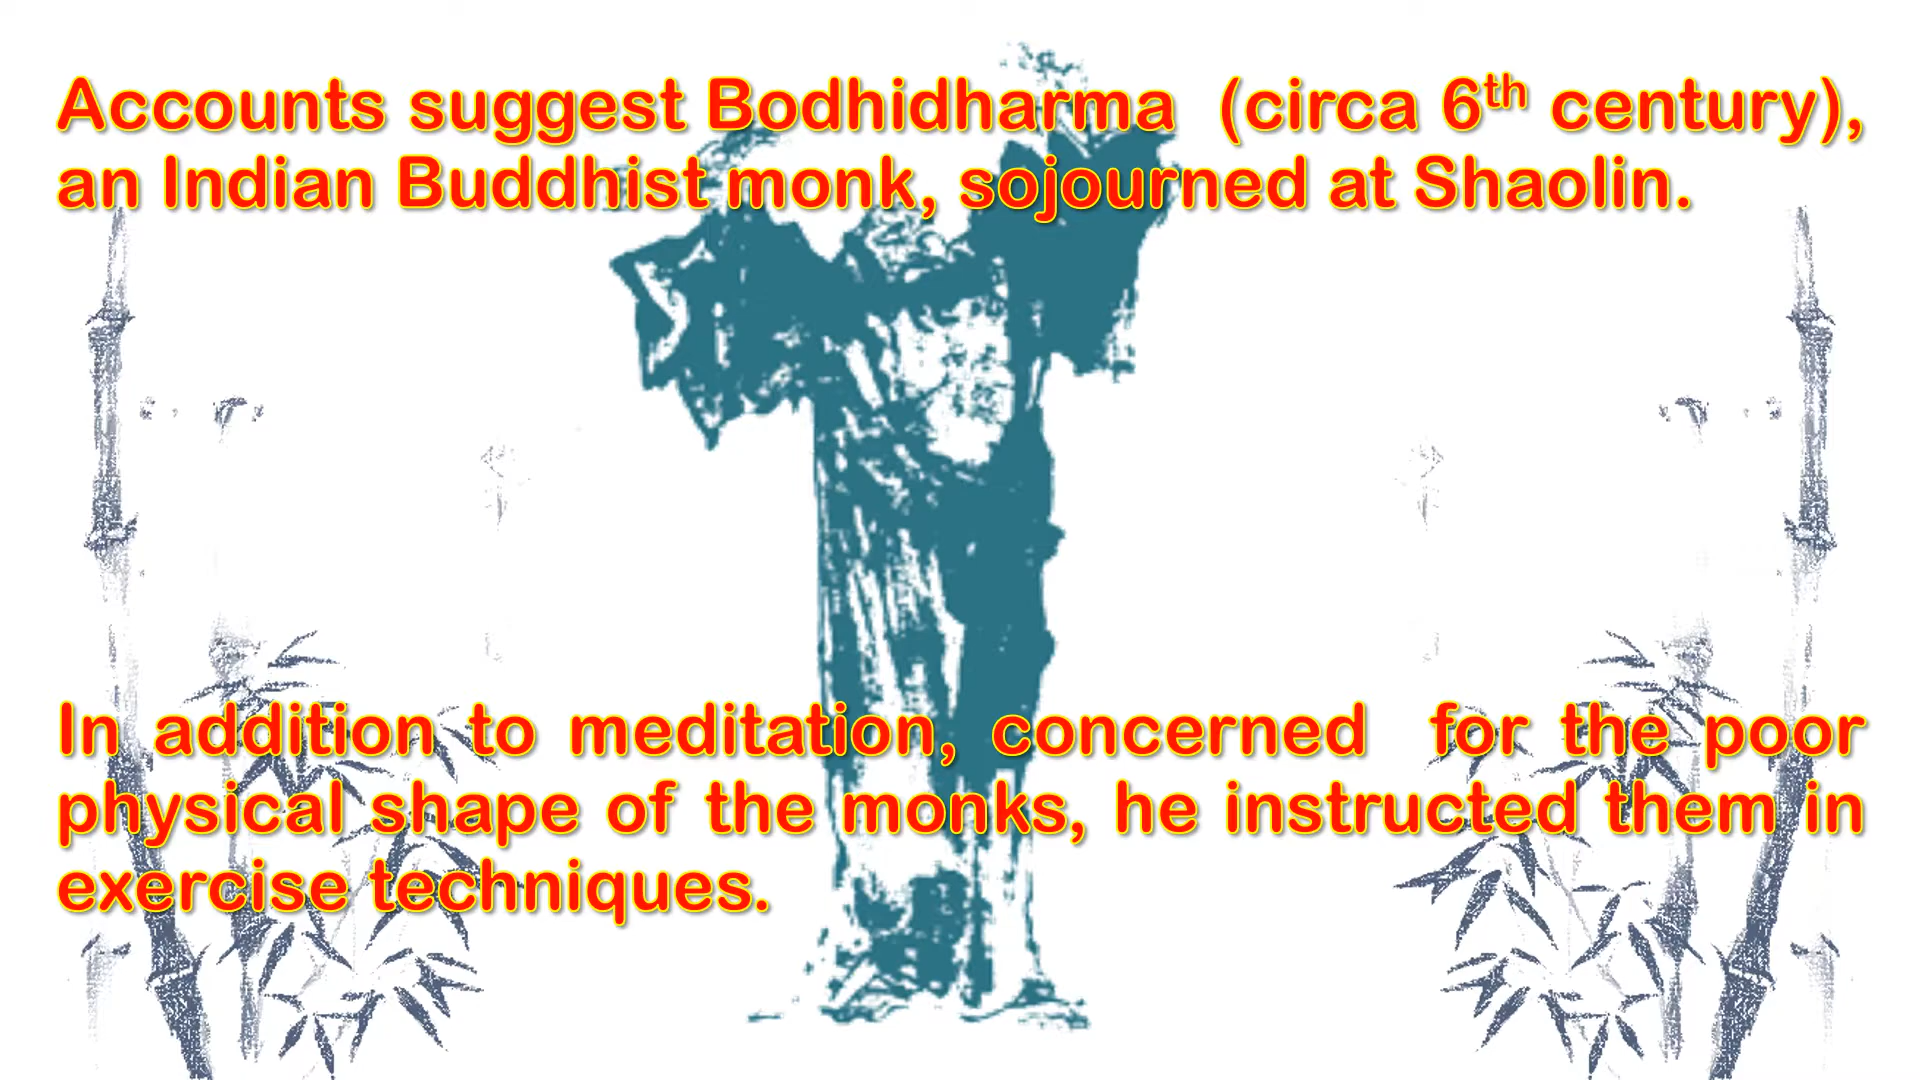 Accounts suggest Bodhidharma (circa 6th century),
an Indian Buddhist monk, sojourned at Shaolin.
In addition to meditation, concerned for the poor
physical shape of the monks, he instructed them in
exercise techniques.